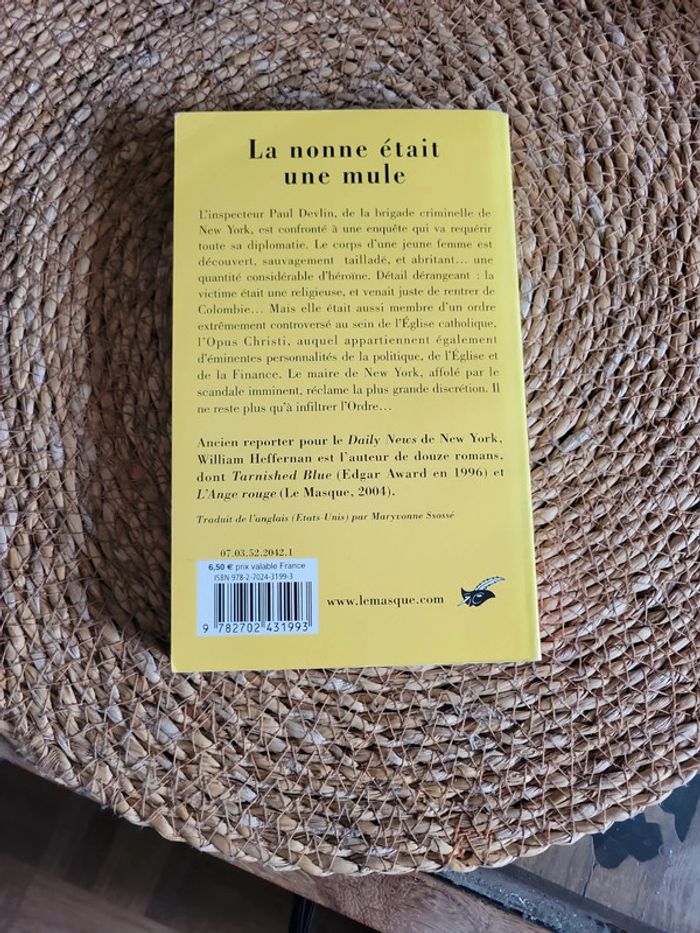 La nonne était
une mule
L'inspecteur Paul Devlin, de la brigade criminelle de
New York, est confronté à une enquête qui va requérir
toute sa diplomatie. Le corps d'une jeune femme est
découvert, sauvagement tailladé, et abritant... une
quantité considérable d'héroïne. Détail dérangeant : la
victime était une religieuse, et venait juste de rentrer de
Colombie... Mais elle était aussi membre d'un ordre
extrêmement controversé au sein de l'Église catholique,
l'Opus Christi, auquel appartiennent également
d'éminentes personnalités de la politique, de l'Église et
de la Finance. Le maire de New York, affolé par le
scandale imminent, réclame la plus grande discrétion. Il
ne reste plus qu'à infiltrer l'Ordre...
Ancien reporter pour le Daily News de New York,
William Heffernan est l'auteur de douze romans,
dont Tarnished Blue (Edgar Award en 1996) et
L'Ange rouge (Le Masque, 2004).
Traduit de l'anglais (Etats-Unis) par Maryvonne Ssossé
07.03.52.2042.1
6,50 € prix valable France
ISBN 978-2-7024-3199-3
9 782702 431993
www.lemasque.com